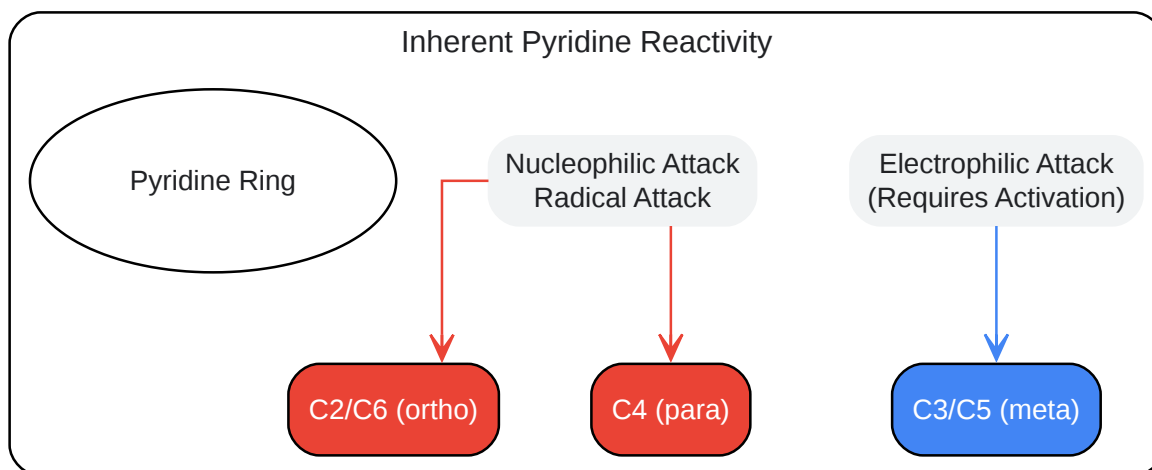 Inherent Pyridine Reactivity
Pyridine Ring
Nucleophilic Attack
Radical Attack
Electrophilic Attack
(Requires Activation)
C2/C6 (ortho)
C4 (para)
C3/C5 (meta)